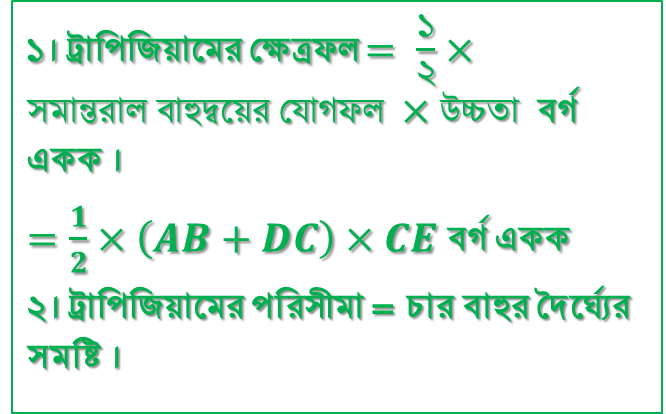 ১। ট্রাপিজিয়ামের ক্ষেত্রফল = ১/২ ×
সমান্তরাল বাহুদ্বয়ের যোগফল × উচ্চতা বর্গ
একক ।
= 1/2 × (AB + DC) × CE বর্গ একক
২। ট্রাপিজিয়ামের পরিসীমা = চার বাহুর দৈর্ঘ্যের
সমষ্টি ।